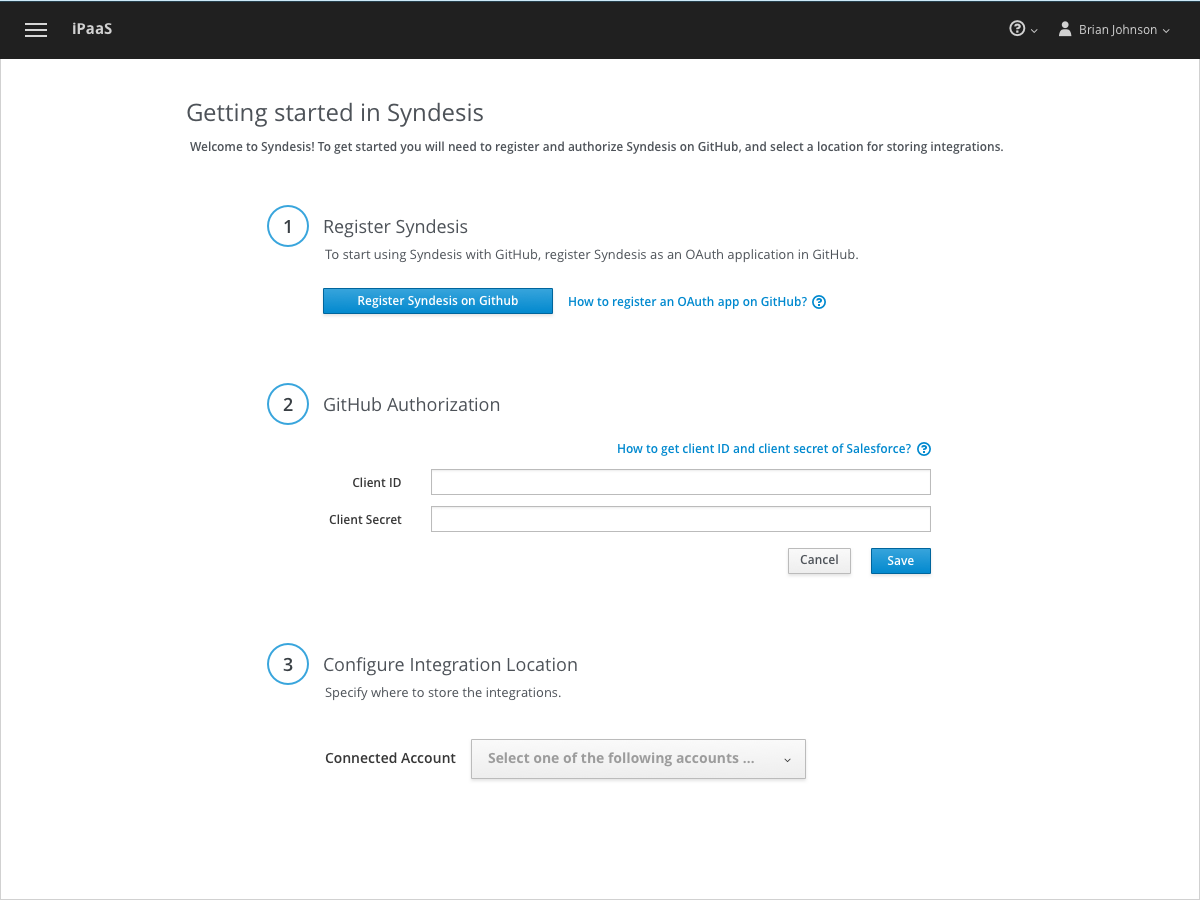 iPaaS
Brian Johnson
Getting started in Syndesis
Welcome to Syndesis! To get started you will need to register and authorize Syndesis on GitHub, and select a location for storing integrations.
1
Register Syndesis
To start using Syndesis with GitHub, register Syndesis as an OAuth application in GitHub.
Register Syndesis on Github
How to register an OAuth app on GitHub? ?
2
GitHub Authorization
How to get client ID and client secret of Salesforce? ?
Client ID
Client Secret
Cancel
Save
3
Configure Integration Location
Specify where to store the integrations.
Connected Account
Select one of the following accounts ...